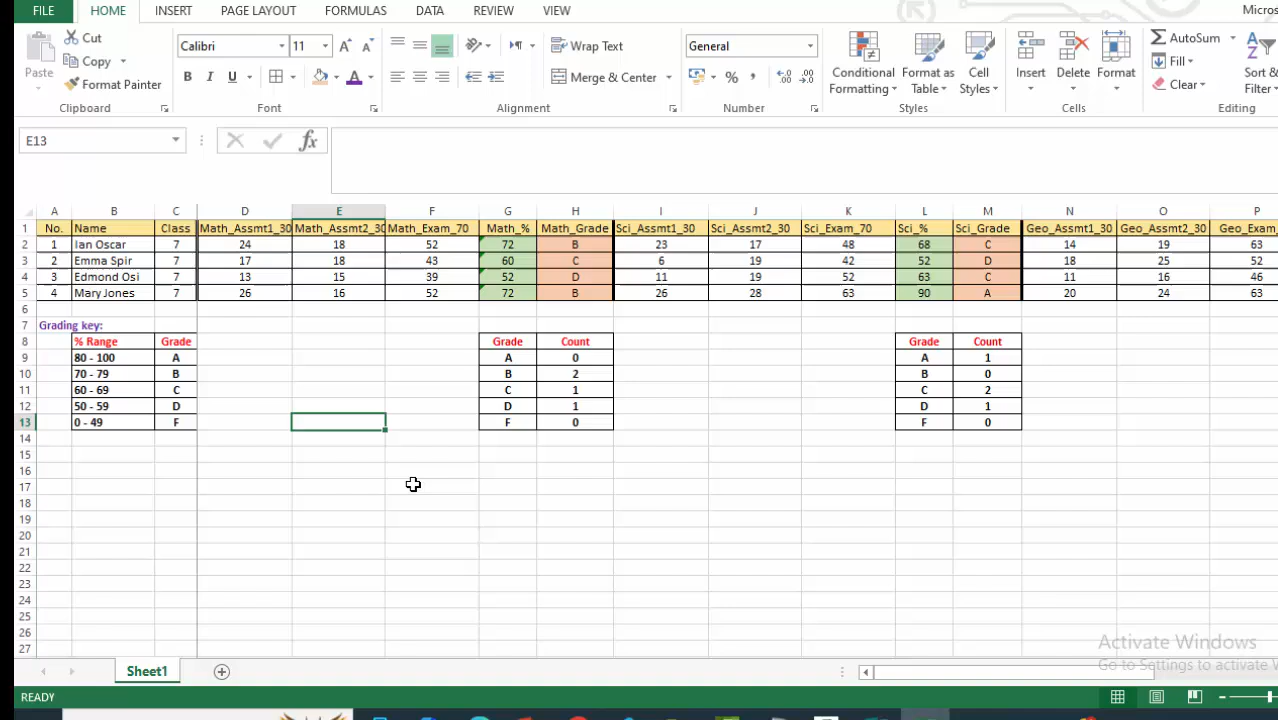 FILE HOME INSERT PAGE LAYOUT FORMULAS DATA REVIEW VIEW Micros
Cut
Copy
Format Painter
Paste
Clipboard
Calibri 11
B I U
Font
Wrap Text
Merge & Center
Alignment
General
%
Number
Conditional Formatting
Format as Table
Cell Styles
Styles
Insert
Delete
Format
Cells
AutoSum
Fill
Clear
Sort &
Filter
Editing
E13
fx
A B C D E F G H I J K L M N O P
1 No. Name Class Math_Assmt1_30 Math_Assmt2_30 Math_Exam_70 Math_% Math_Grade Sci_Assmt1_30 Sci_Assmt2_30 Sci_Exam_70 Sci_% Sci_Grade Geo_Assmt1_30 Geo_Assmt2_30 Geo_Exam_
2 1 Ian Oscar 7 24 18 52 72 B 23 17 48 68 C 14 19 63
3 2 Emma Spir 7 17 18 43 60 C 6 19 42 52 D 18 25 52
4 3 Edmond Osi 7 13 15 39 52 D 11 19 52 63 C 11 16 46
5 4 Mary Jones 7 26 16 52 72 B 26 28 63 90 A 20 24 63
6
7 Grading key:
8 % Range Grade Grade Count Grade Count
9 80 - 100 A A 0 A 1
10 70 - 79 B B 2 B 0
11 60 - 69 C C 1 C 2
12 50 - 59 D D 1 D 1
13 0 - 49 F F 0 F 0
14
15
16
17
18
19
20
21
22
23
24
25
26
27
Activate Windows
Go to Settings to activate
Sheet1
READY